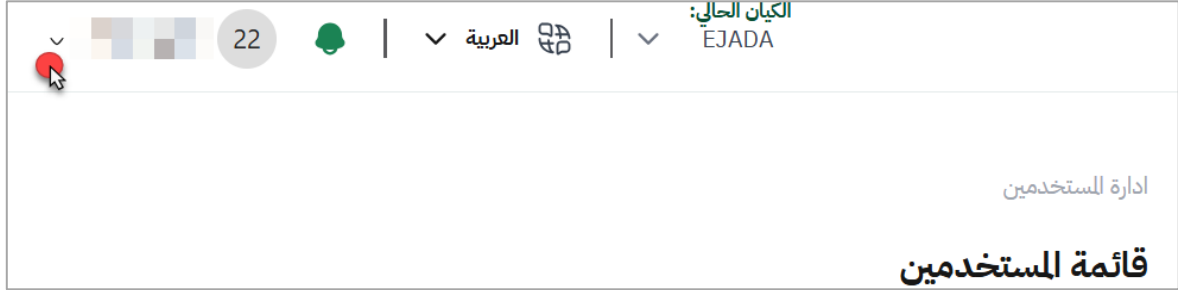 الكيان الحالي:
EJADA
العربية
22
ادارة المستخدمين
قائمة المستخدمين